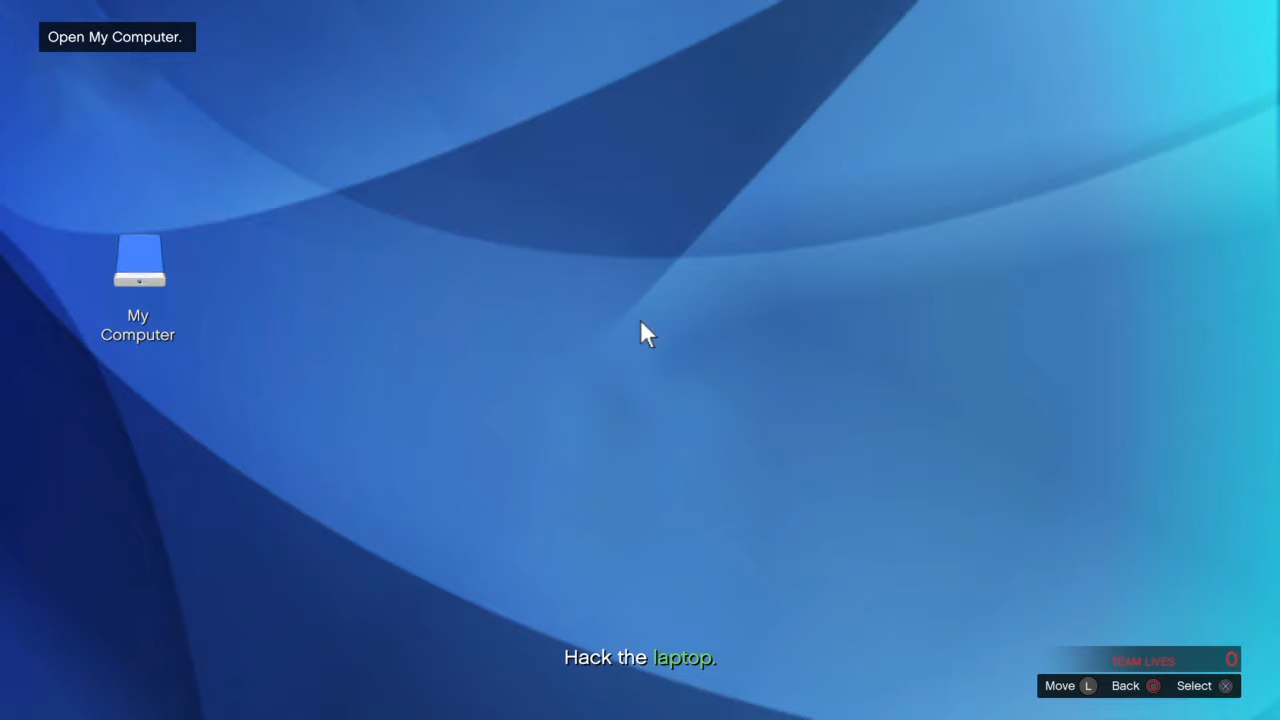 Open My Computer.
My
Computer
Hack the laptop.
TEAM LIVES 0
Move L Back Select